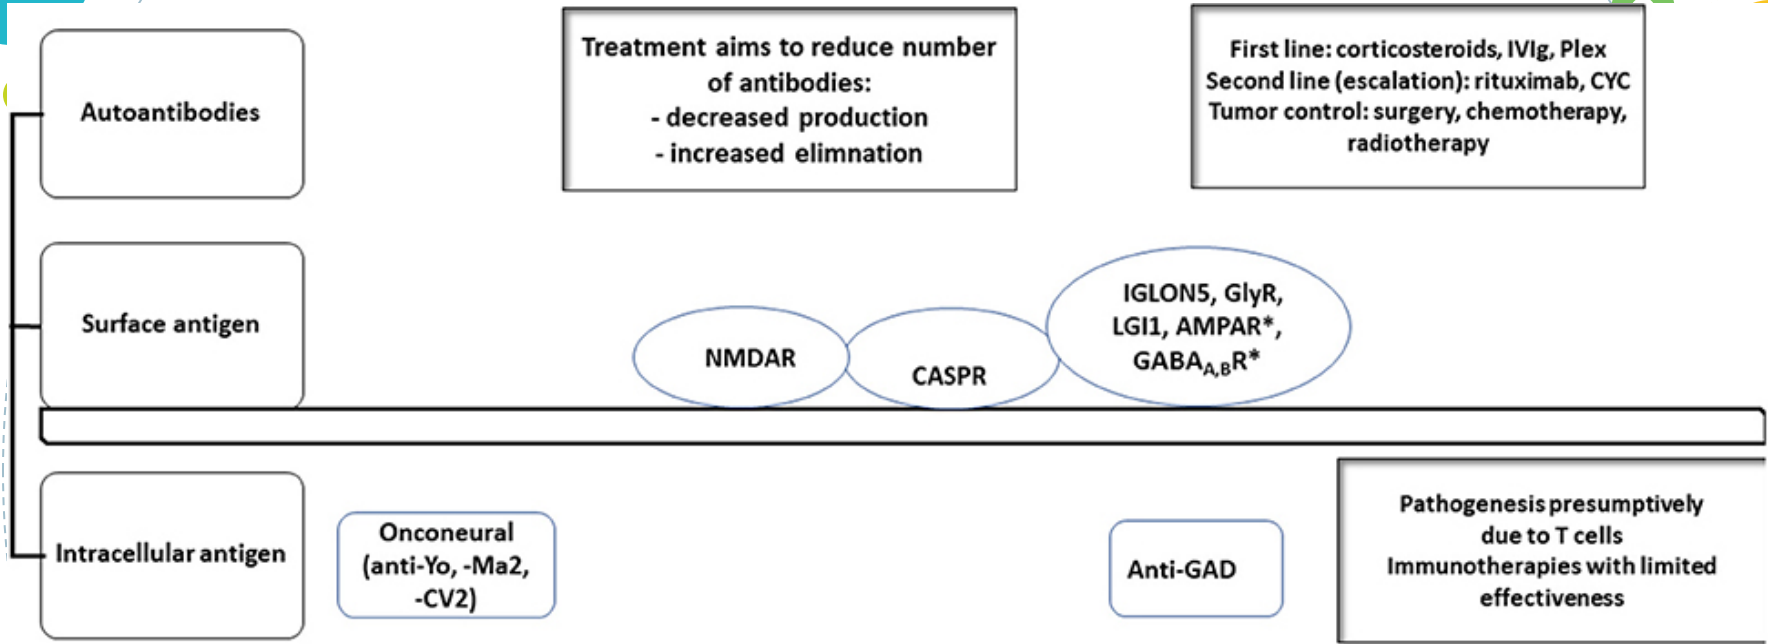 Autoantibodies
Treatment aims to reduce number
of antibodies:
- decreased production
- increased elimnation
First line: corticosteroids, IVIg, Plex
Second line (escalation): rituximab, CYC
Tumor control: surgery, chemotherapy,
radiotherapy
Surface antigen
NMDAR
CASPR
IGLON5, GlyR,
LGI1, AMPAR*,
GABAA,BR*
Intracellular antigen
Onconeural
(anti-Yo, -Ma2,
-CV2)
Anti-GAD
Pathogenesis presumptively
due to T cells
Immunotherapies with limited
effectiveness